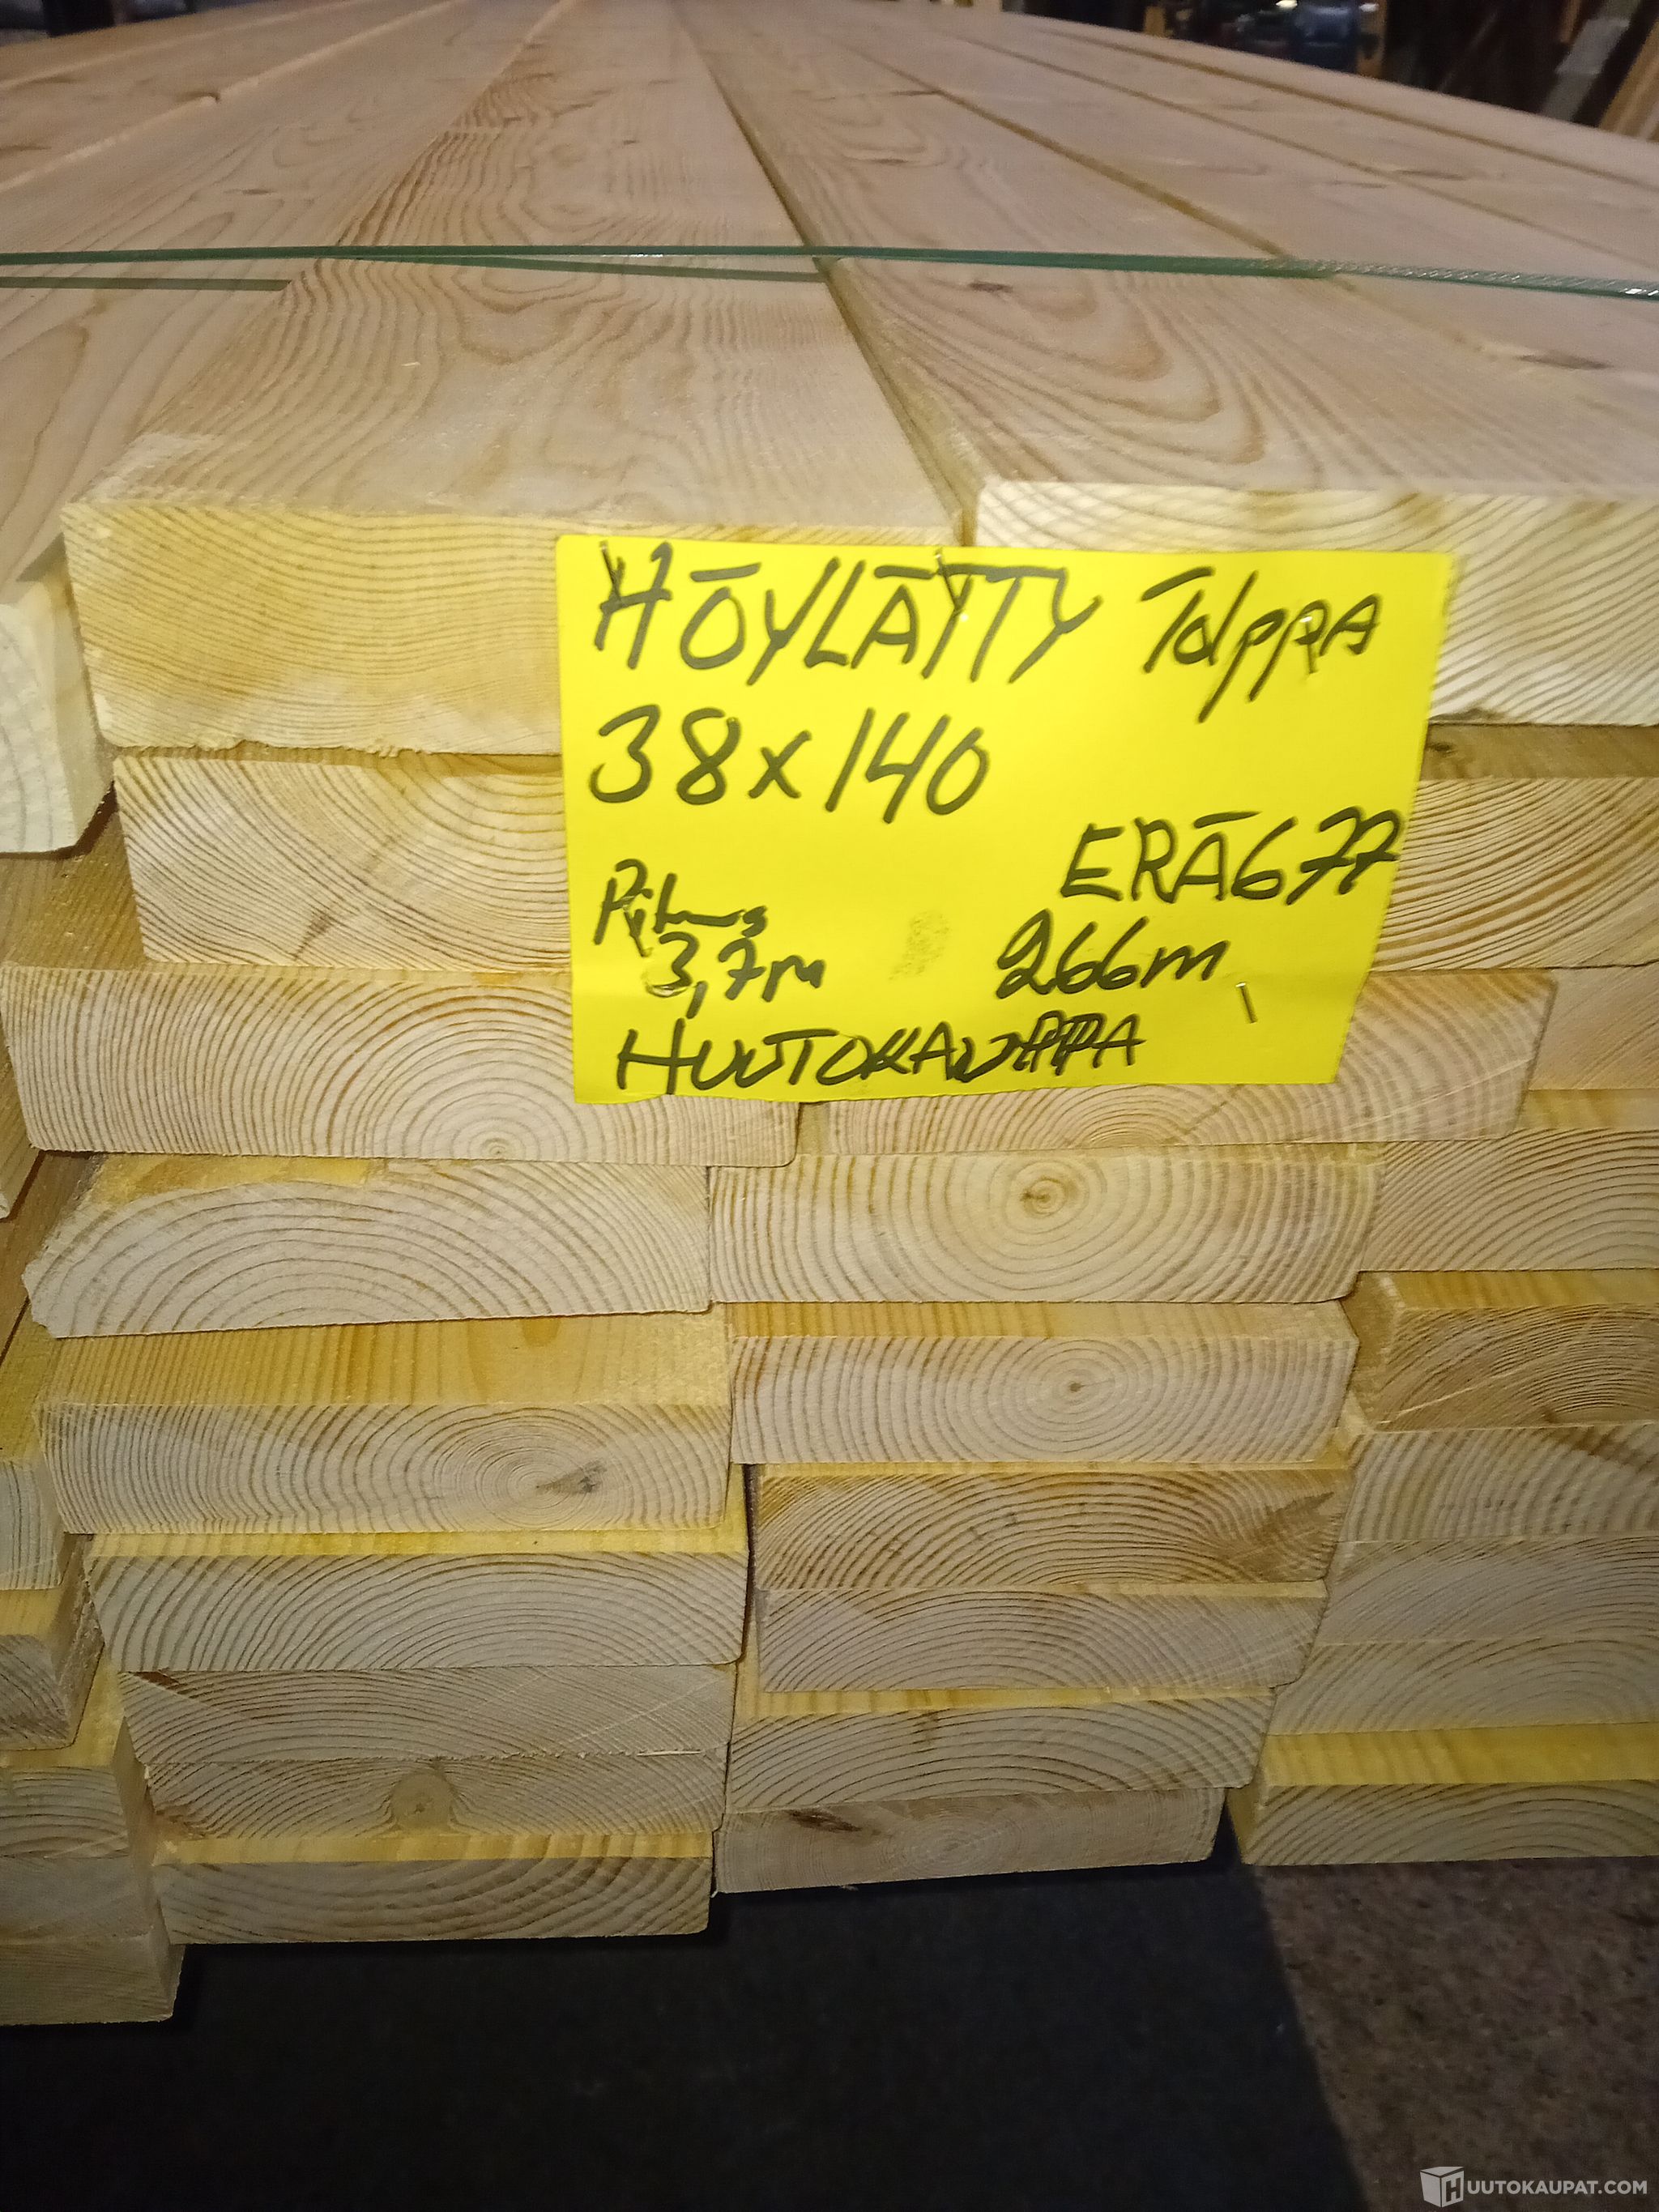 HÖYLÄTTY Tolppa
38x140
ERÄ677
Pituus
3,7m 266m
HUUTOKAUPPA
HUUTOKAUPAT.COM